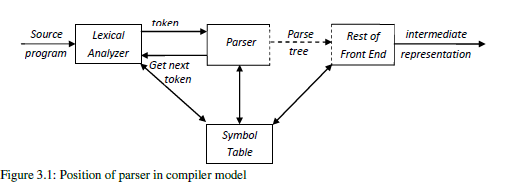 token
Source
program
Lexical
Analyzer
Parser
Parse
tree
Rest of
Front End
intermediate
representation
Get next
token
Symbol
Table
Figure 3.1: Position of parser in compiler model